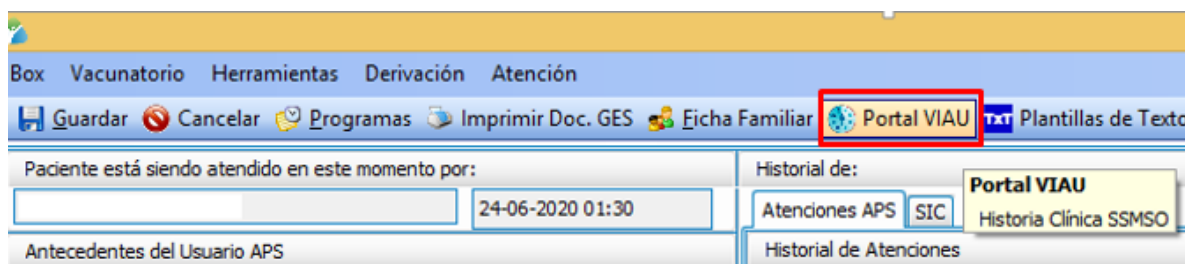 Box Vacunatorio Herramientas Derivación Atención
Guardar Cancelar Programas Imprimir Doc. GES Ficha Familiar Portal VIAU TXT Plantillas de Texto
Paciente está siendo atendido en este momento por:
24-06-2020 01:30
Antecedentes del Usuario APS
Historial de:
Atenciones APS SIC
Historial de Atenciones
Portal VIAU
Historia Clínica SSMSO